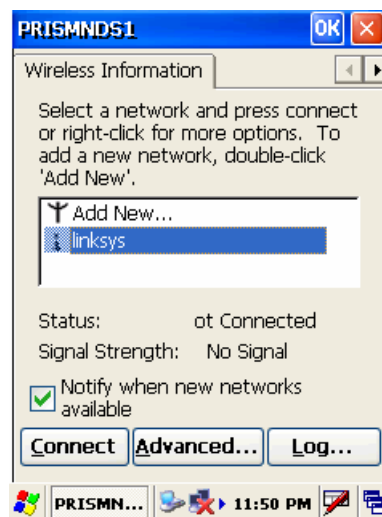 PRISMNDS1 OK
Wireless Information
Select a network and press connect
or right-click for more options. To
add a new network, double-click
'Add New'.
Add New...
linksys
Status: ot Connected
Signal Strength: No Signal
Notify when new networks
available
Connect Advanced... Log...
PRISMN... 11:50 PM